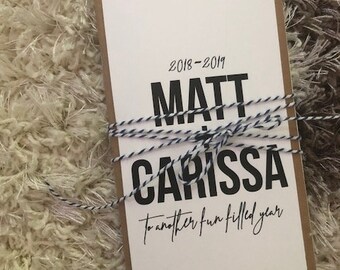 2018-2019
MATT
+
CARISSA
to another fun filled year